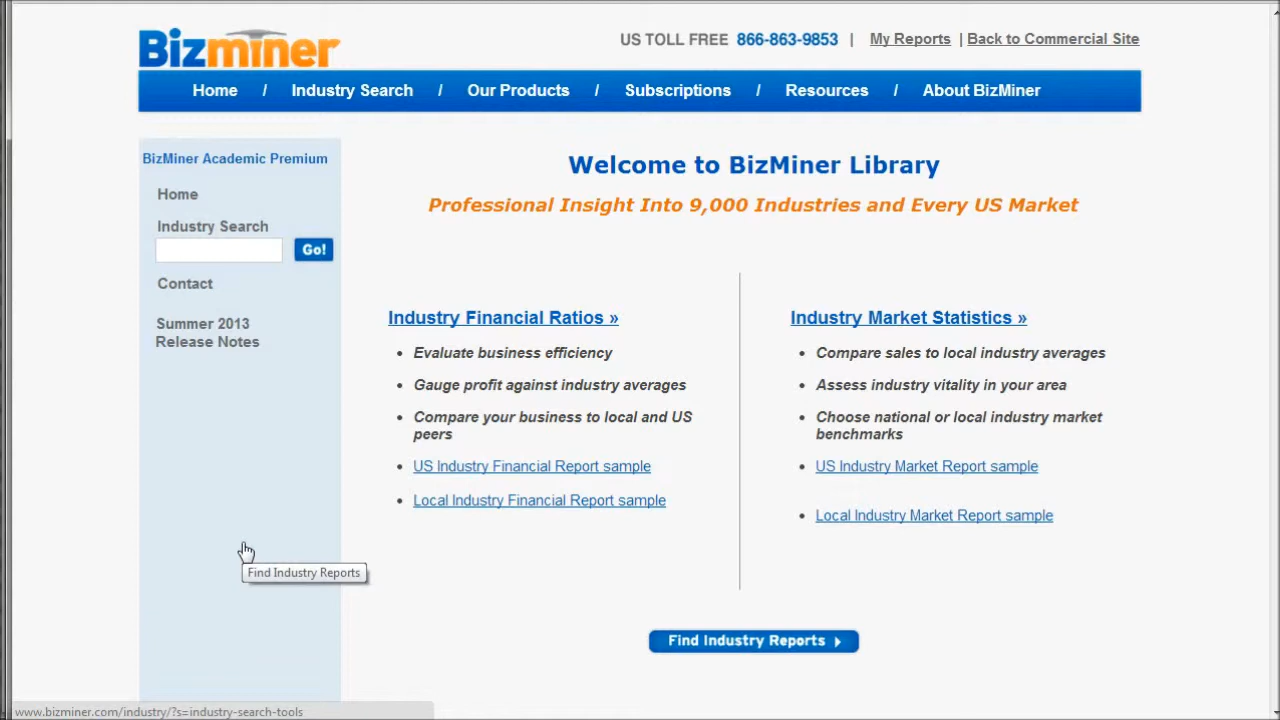 Bizminer
US TOLL FREE 866-863-9853 | My Reports | Back to Commercial Site
Home / Industry Search / Our Products / Subscriptions / Resources / About BizMiner
BizMiner Academic Premium
Home
Industry Search
Go!
Contact
Summer 2013
Release Notes
Welcome to BizMiner Library
Professional Insight Into 9,000 Industries and Every US Market
Industry Financial Ratios »
• Evaluate business efficiency
• Gauge profit against industry averages
• Compare your business to local and US
peers
• US Industry Financial Report sample
• Local Industry Financial Report sample
Industry Market Statistics »
• Compare sales to local industry averages
• Assess industry vitality in your area
• Choose national or local industry market
benchmarks
• US Industry Market Report sample
• Local Industry Market Report sample
Find Industry Reports
Find Industry Reports
www.bizminer.com/industry/?s=industry-search-tools